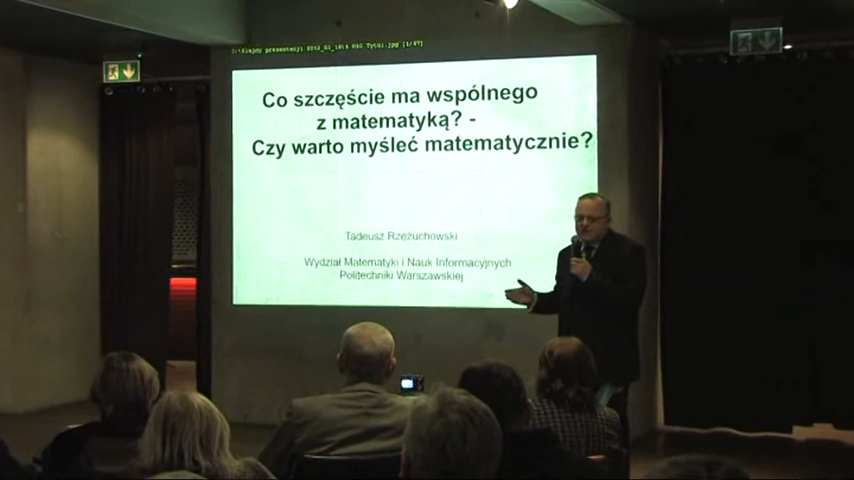 Co szczęście ma wspólnego
z matematyką? -
Czy warto myśleć matematycznie?
Tadeusz Rzeżuchowski
Wydział Matematyki i Nauk Informacyjnych
Politechniki Warszawskiej